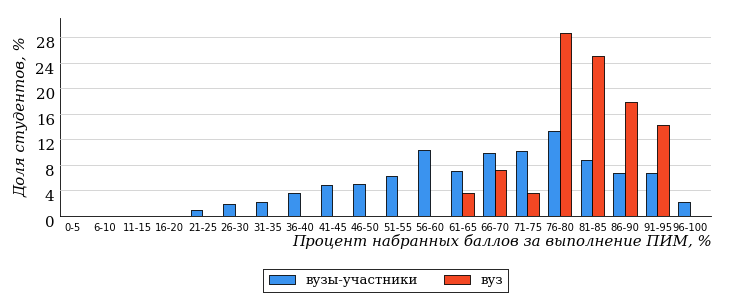 Доля студентов, %
28
24
20
16
12
8
4
0
0-5 6-10 11-15 16-20 21-25 26-30 31-35 36-40 41-45 46-50 51-55 56-60 61-65 66-70 71-75 76-80 81-85 86-90 91-95 96-100
Процент набранных баллов за выполнение ПИМ, %
вузы-участники вуз